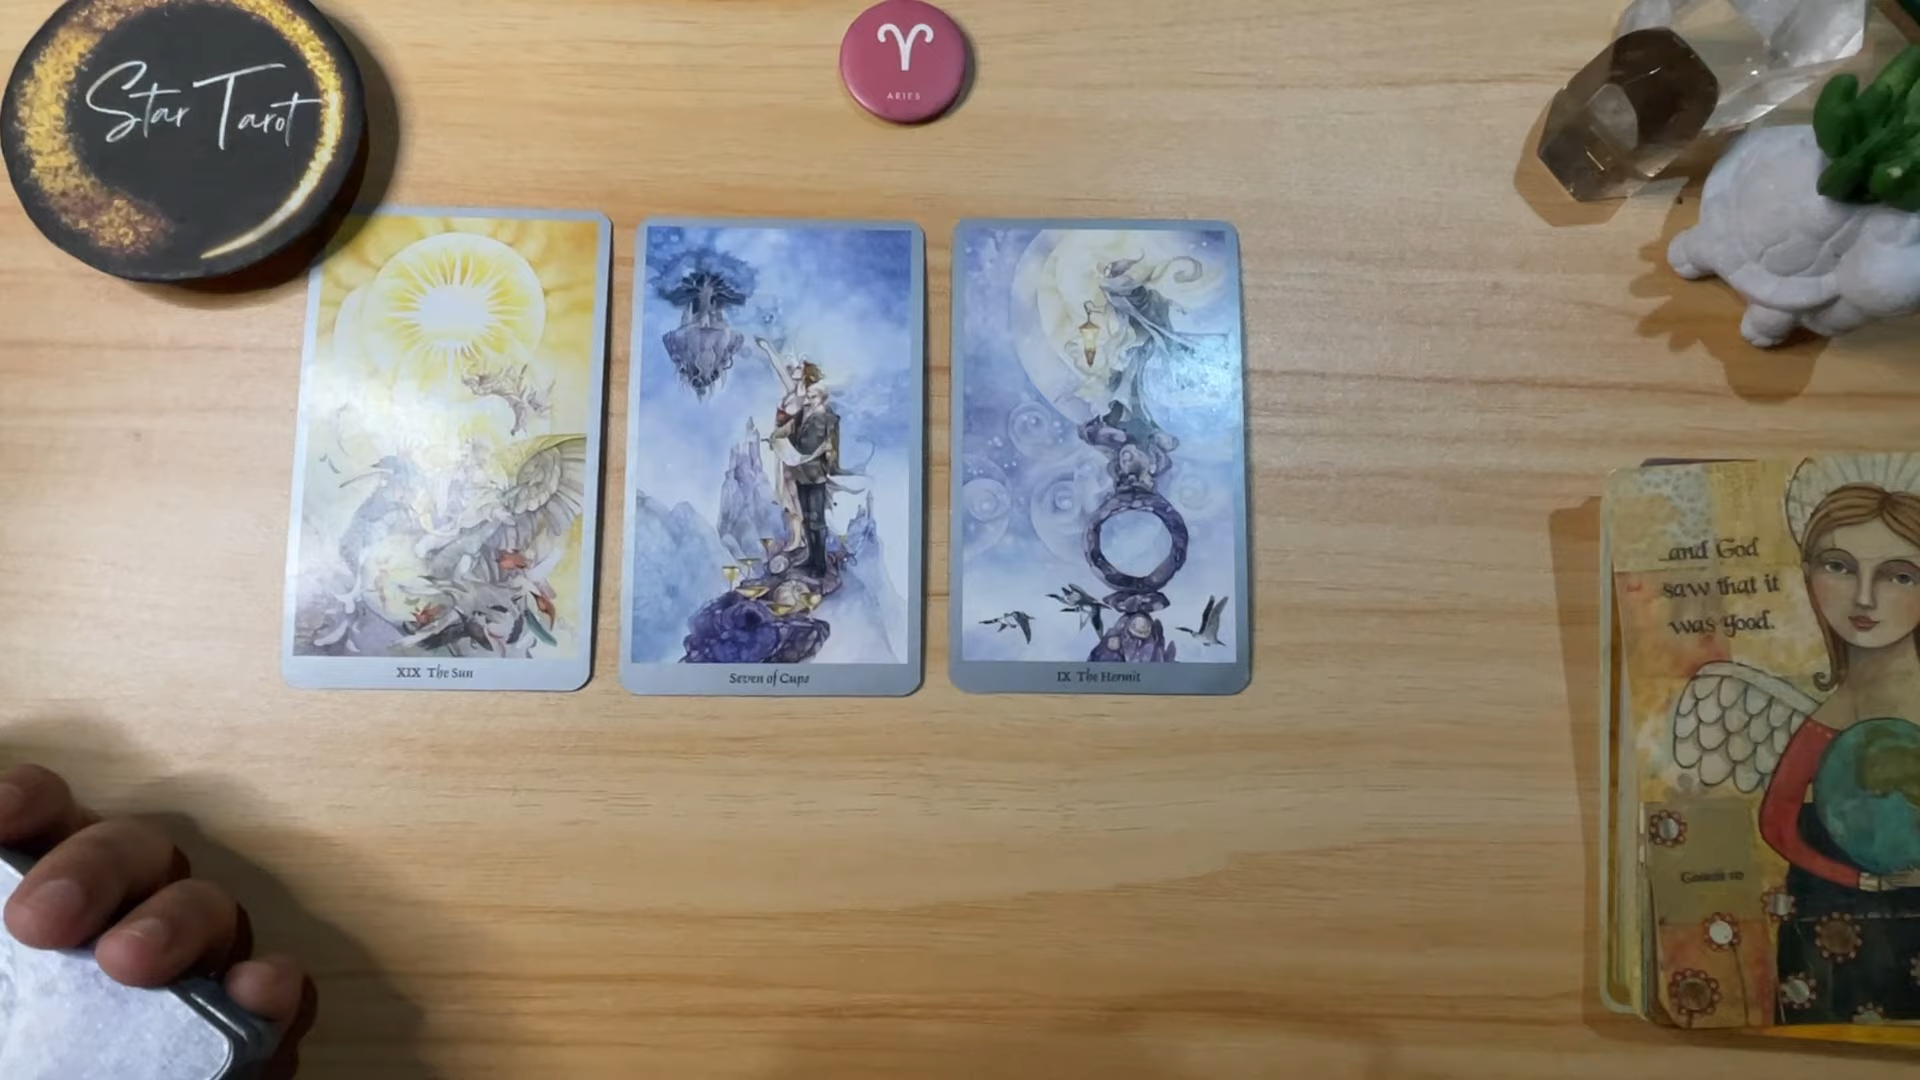 Star Tarot
ARIES
XIX The Sun
Seven of Cups
IX The Hermit
...and God
saw that it
was good.